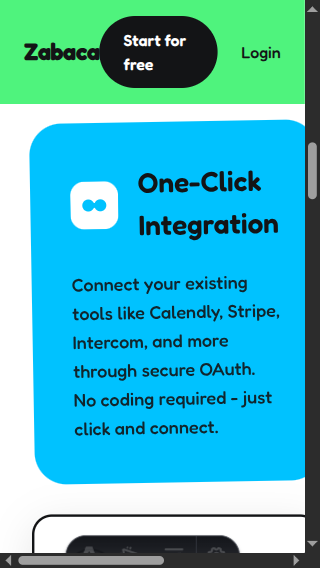 Zabaca
Start for
free
Login
One-Click
Integration
Connect your existing
tools like Calendly, Stripe,
Intercom, and more
through secure OAuth.
No coding required - just
click and connect.